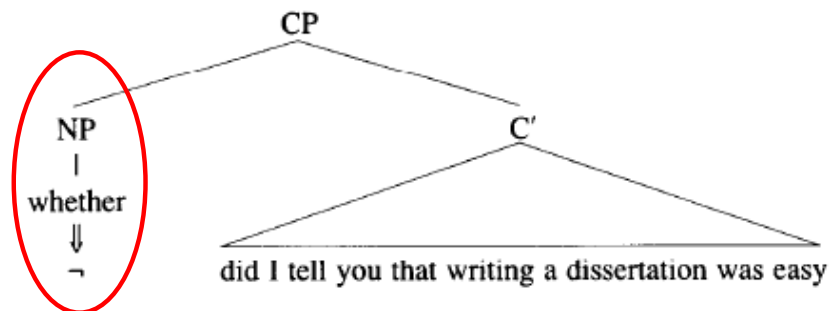 CP
NP
C′
whether
⇓
¬
did I tell you that writing a dissertation was easy